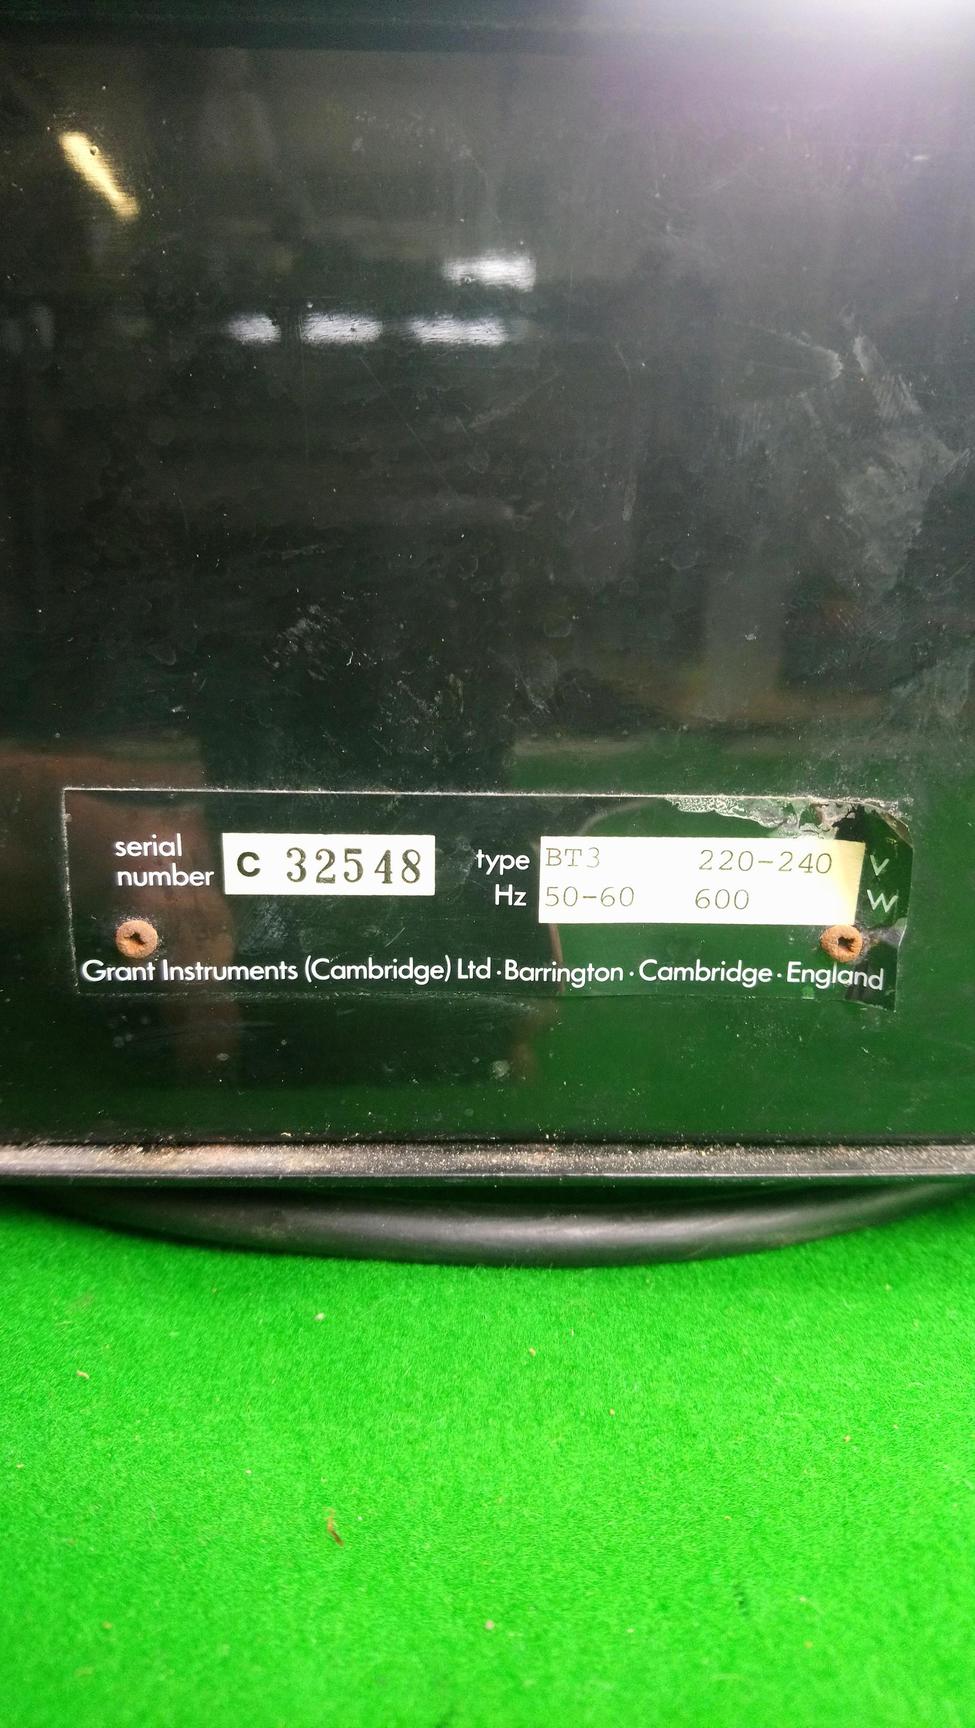 serial number C 32548
type BT3 220-240 V
Hz 50-60 600 W
Grant Instruments (Cambridge) Ltd · Barrington · Cambridge · England